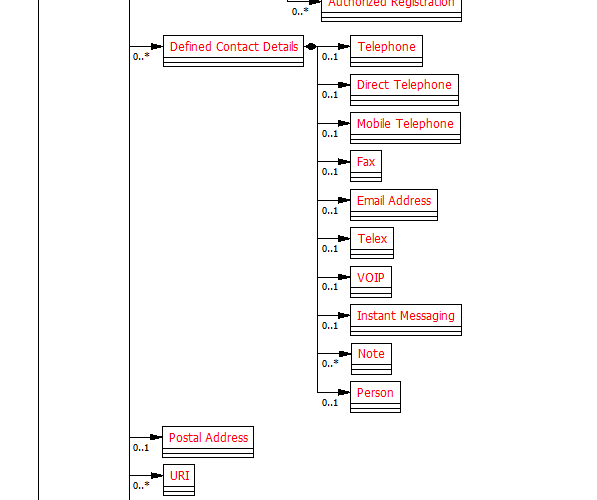 Authorized Registration
0..*
Defined Contact Details
0..*
Telephone
0..1
Direct Telephone
0..1
Mobile Telephone
0..1
Fax
0..1
Email Address
0..1
Telex
0..1
VOIP
0..1
Instant Messaging
0..1
Note
0..*
Person
0..1
Postal Address
0..1
URI
0..*